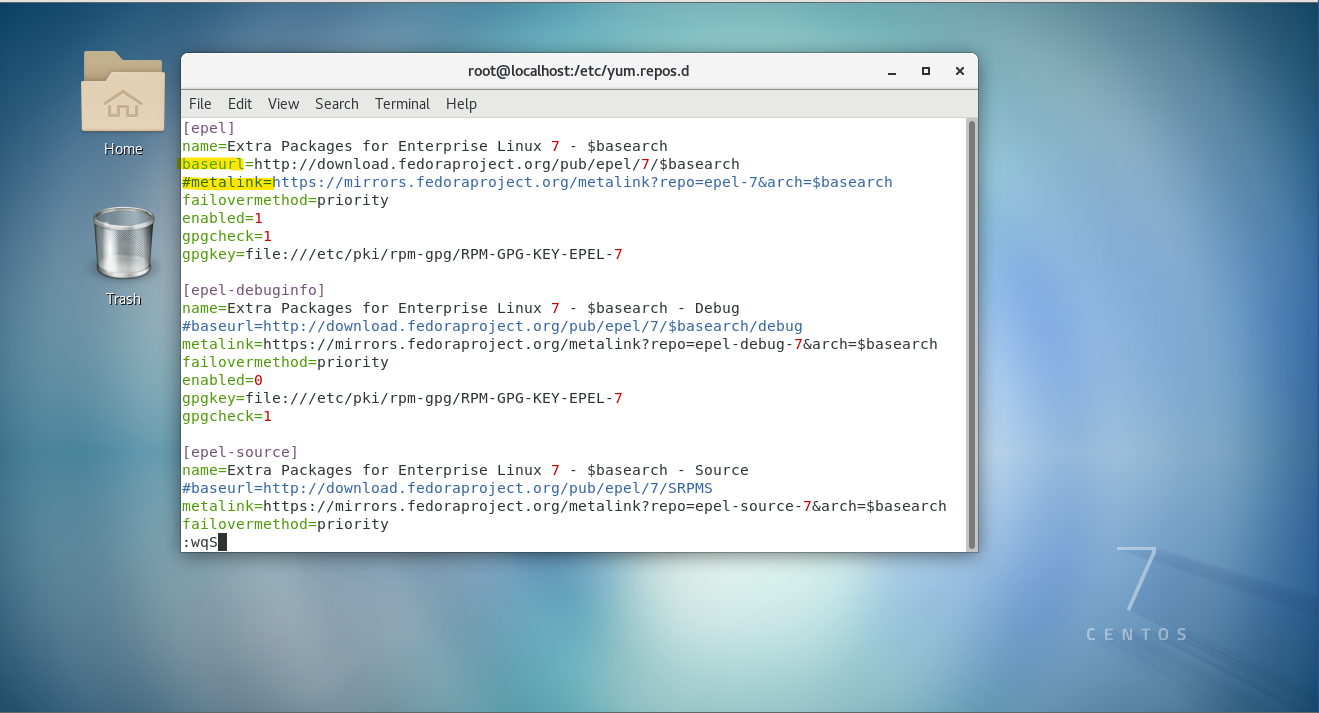 Home
Trash
root@localhost:/etc/yum.repos.d
File Edit View Search Terminal Help
[epel]
name=Extra Packages for Enterprise Linux 7 - $basearch
baseurl=http://download.fedoraproject.org/pub/epel/7/$basearch
#metalink=https://mirrors.fedoraproject.org/metalink?repo=epel-7&arch=$basearch
failovermethod=priority
enabled=1
gpgcheck=1
gpgkey=file:///etc/pki/rpm-gpg/RPM-GPG-KEY-EPEL-7
[epel-debuginfo]
name=Extra Packages for Enterprise Linux 7 - $basearch - Debug
#baseurl=http://download.fedoraproject.org/pub/epel/7/$basearch/debug
metalink=https://mirrors.fedoraproject.org/metalink?repo=epel-debug-7&arch=$basearch
failovermethod=priority
enabled=0
gpgkey=file:///etc/pki/rpm-gpg/RPM-GPG-KEY-EPEL-7
gpgcheck=1
[epel-source]
name=Extra Packages for Enterprise Linux 7 - $basearch - Source
#baseurl=http://download.fedoraproject.org/pub/epel/7/SRPMS
metalink=https://mirrors.fedoraproject.org/metalink?repo=epel-source-7&arch=$basearch
failovermethod=priority
:wqS
7
CENTOS